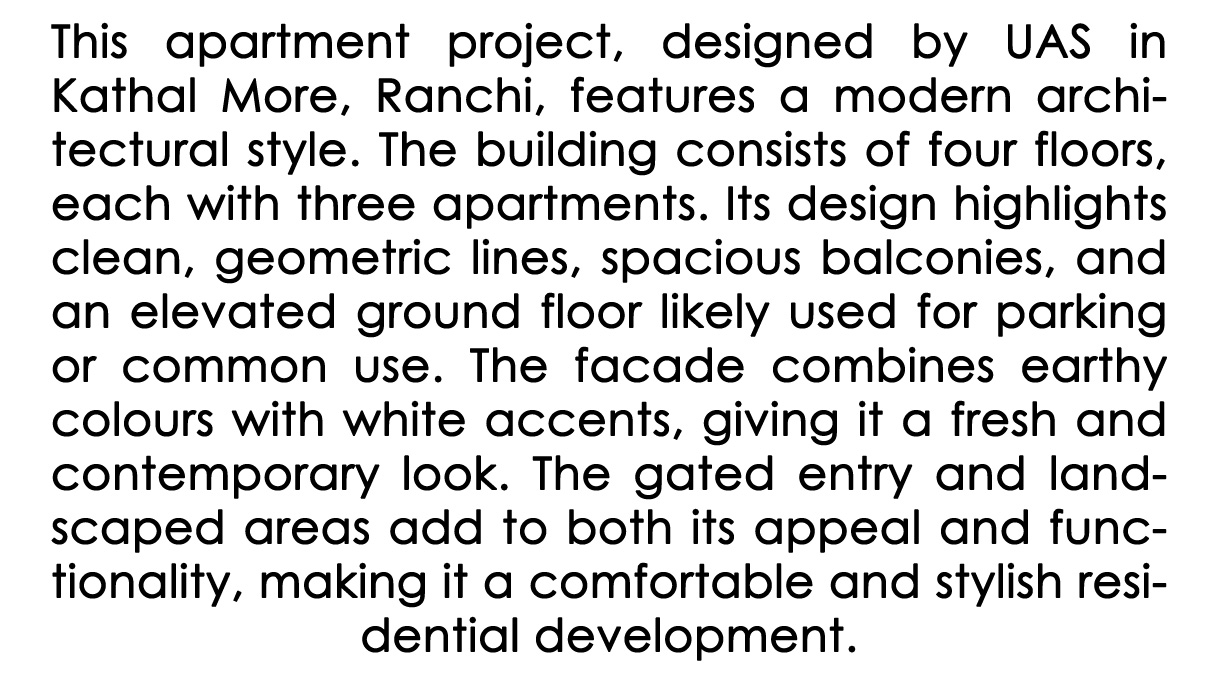 This apartment project, designed by UAS in
Kathal More, Ranchi, features a modern archi-
tectural style. The building consists of four floors,
each with three apartments. Its design highlights
clean, geometric lines, spacious balconies, and
an elevated ground floor likely used for parking
or common use. The facade combines earthy
colours with white accents, giving it a fresh and
contemporary look. The gated entry and land-
scaped areas add to both its appeal and func-
tionality, making it a comfortable and stylish resi-
dential development.